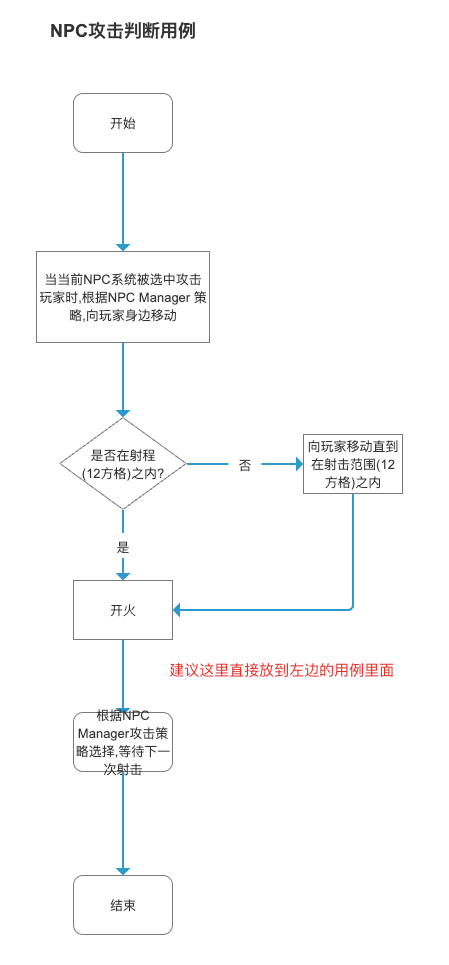 NPC攻击判断用例
开始
当当前NPC系统被选中攻击
玩家时,根据NPC Manager 策
略,向玩家身边移动
是否在射程
(12方格)之内?
否
向玩家移动直到
在射击范围(12
方格)之内
是
开火
建议这里直接放到左边的用例里面
根据NPC
Manager攻击策
略选择,等待下一
次射击
结束